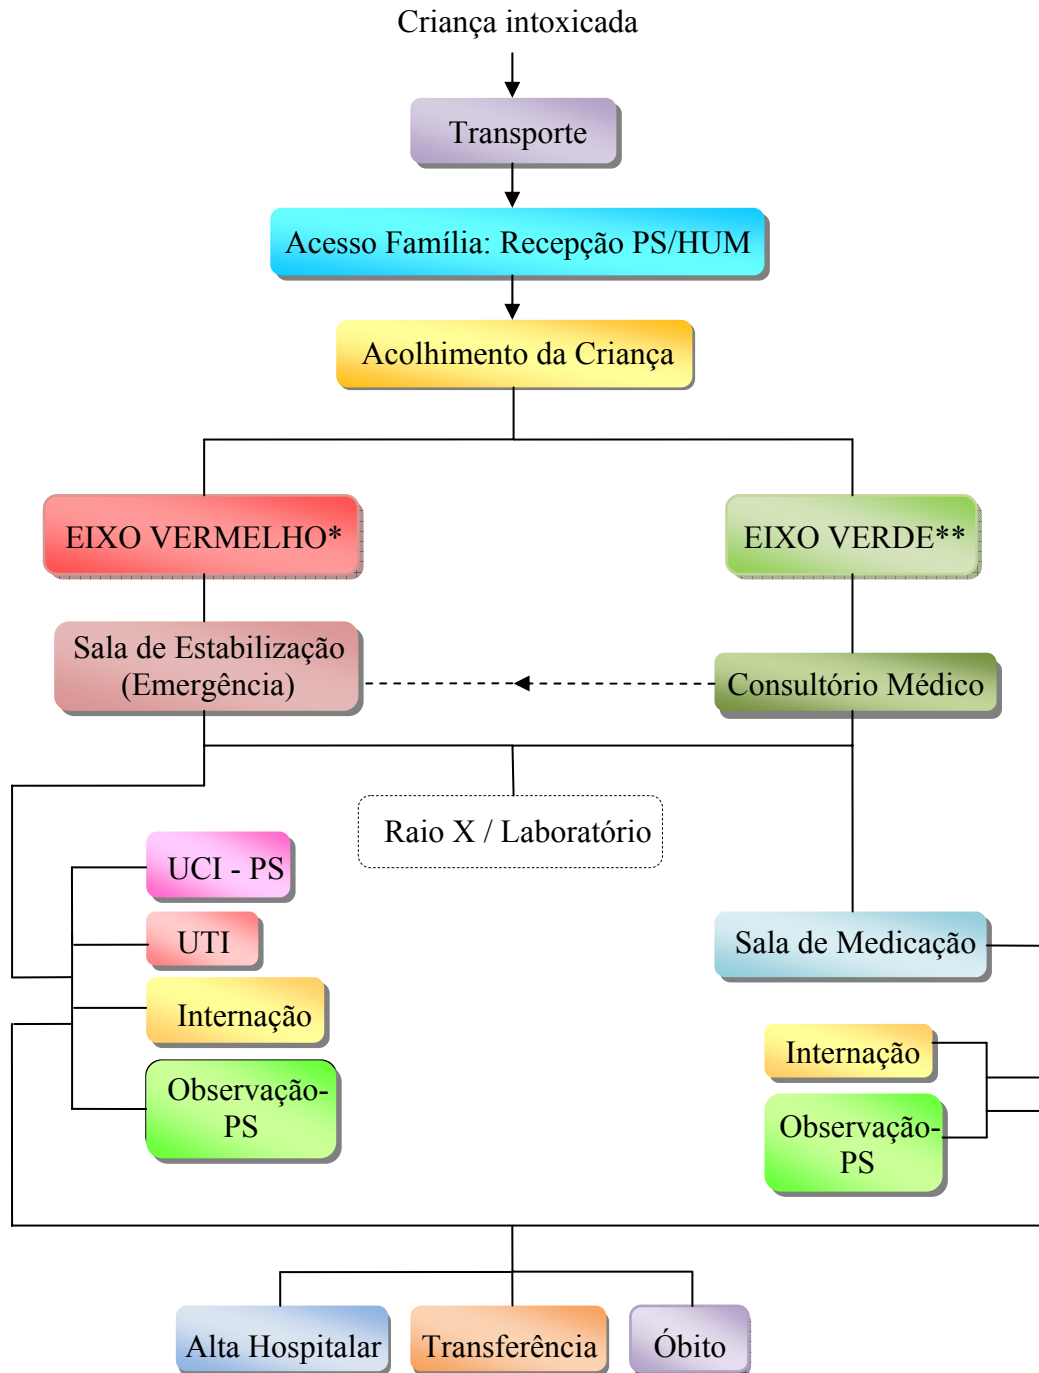 Criança intoxicada
Transporte
Acesso Família: Recepção PS/HUM
Acolhimento da Criança
EIXO VERMELHO*
EIXO VERDE**
Sala de Estabilização
(Emergência)
Consultório Médico
Raio X / Laboratório
UCI - PS
UTI
Internação
Observação-
PS
Sala de Medicação
Internação
Observação-
PS
Alta Hospitalar
Transferência
Óbito